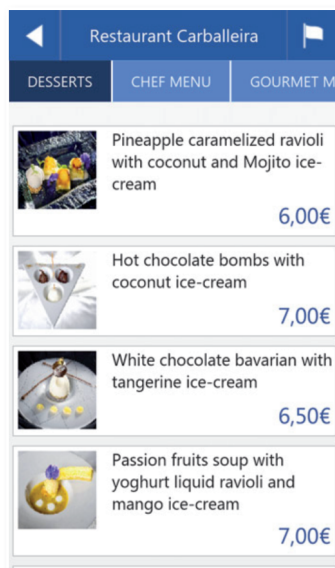 Restaurant Carballeira
DESSERTS CHEF MENU GOURMET M
Pineapple caramelized ravioli
with coconut and Mojito ice-
cream
6,00€
Hot chocolate bombs with
coconut ice-cream
7,00€
White chocolate bavarian with
tangerine ice-cream
6,50€
Passion fruits soup with
yoghurt liquid ravioli and
mango ice-cream
7,00€